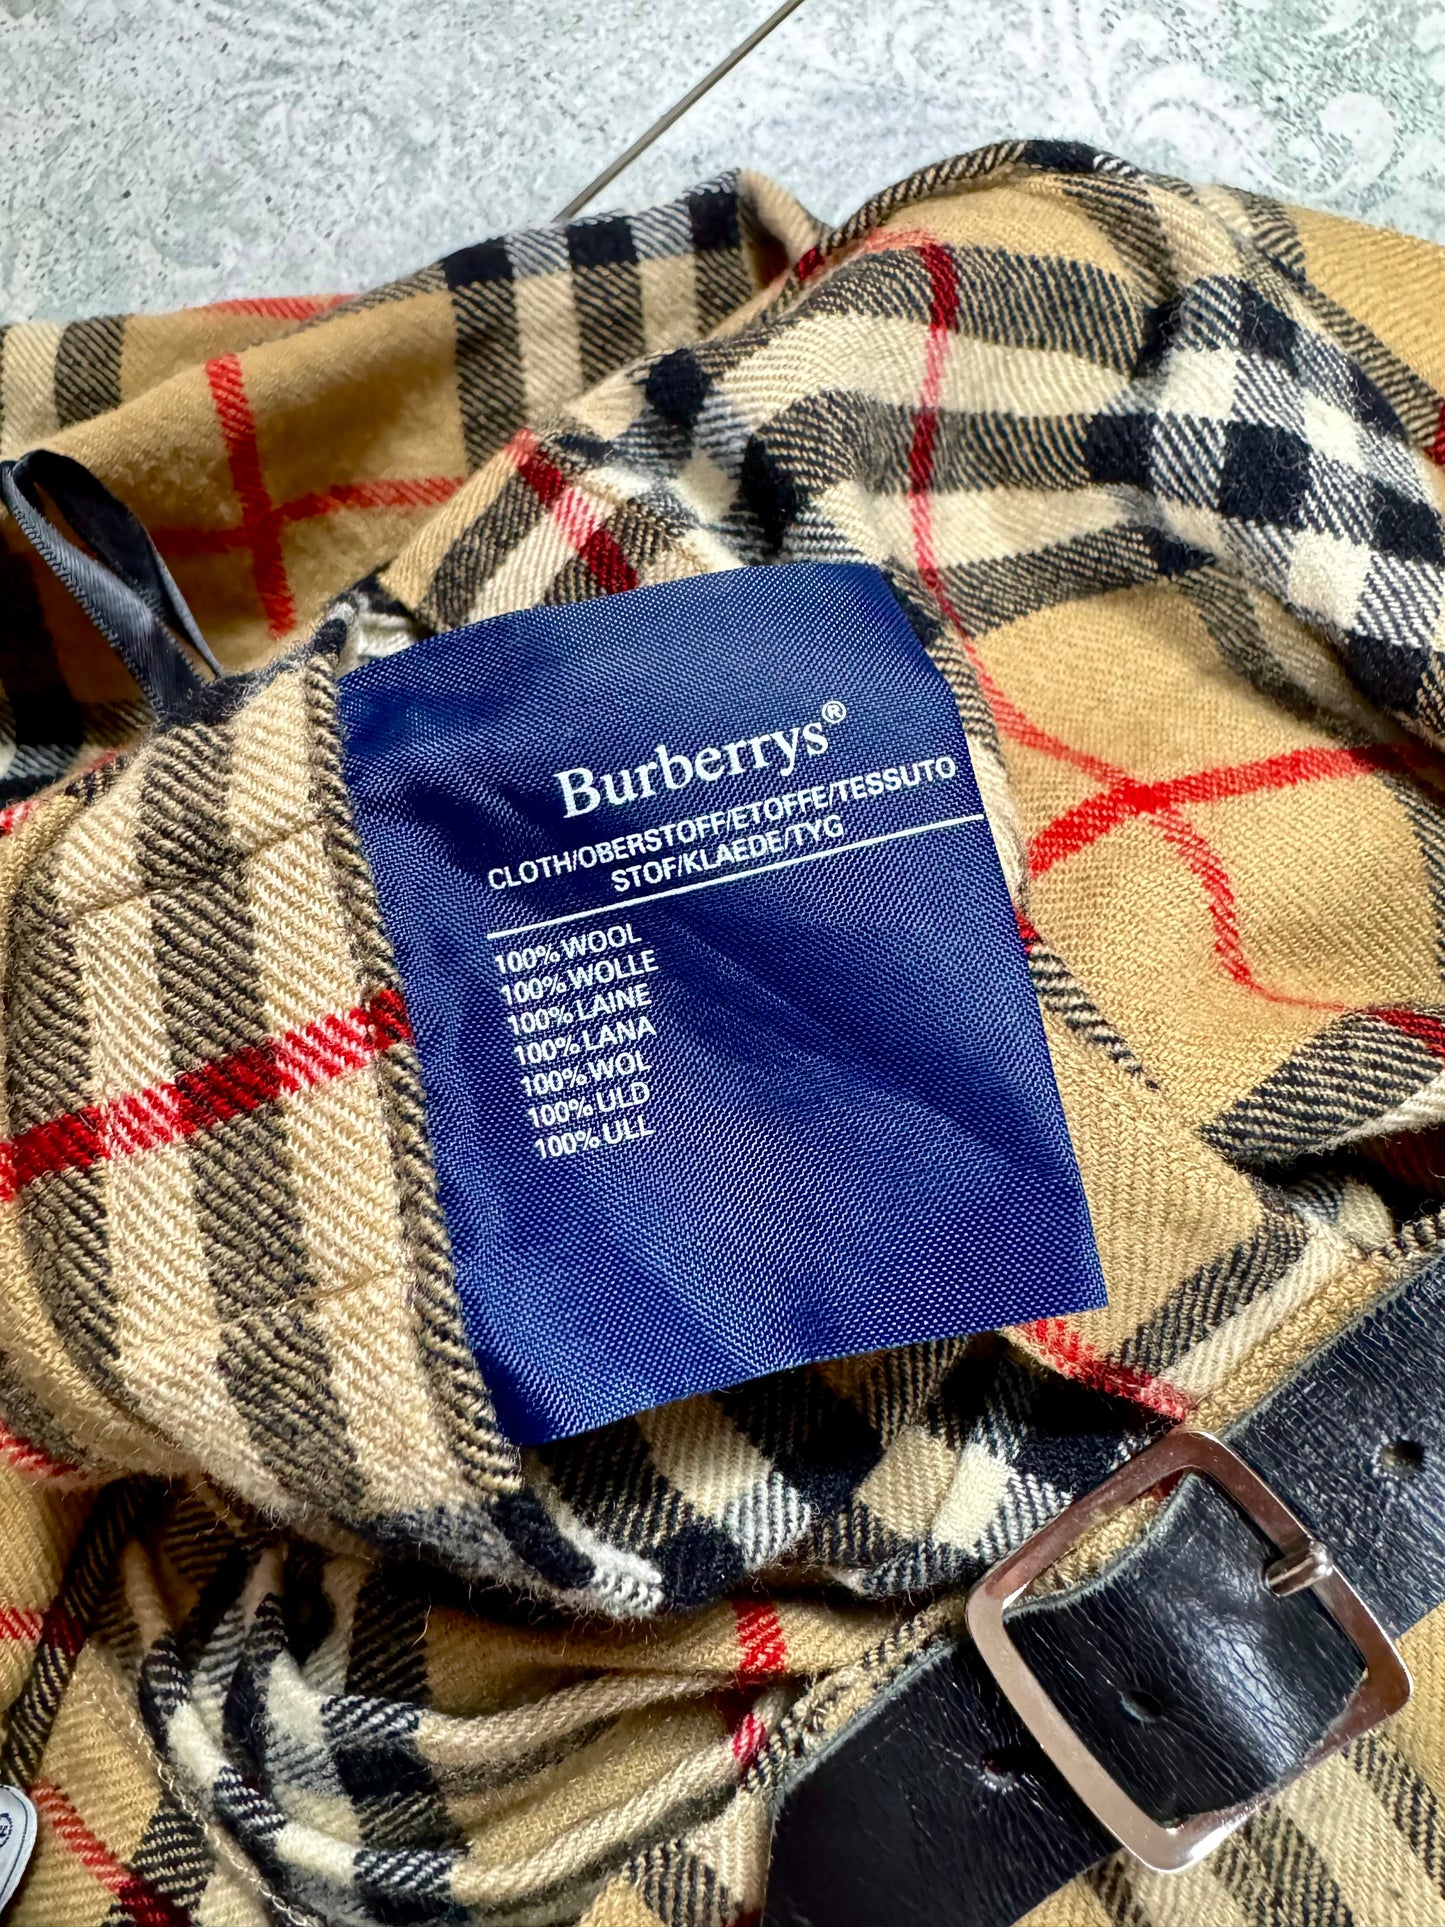 Burberrys®
CLOTH/OBERSTOFF/ETOFFE/TESSUTO
STOF/KLAEDE/TYG
100% WOOL
100% WOLLE
100% LAINE
100% LANA
100% WOL
100% ULD
100% ULL